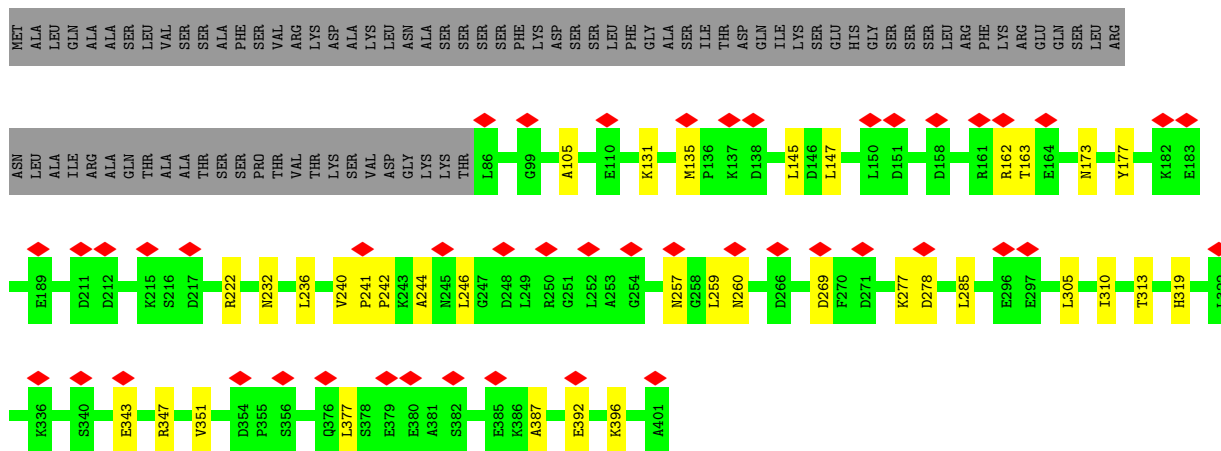 MET ALA LEU GLN ALA ALA SER LEU VAL SER SER ALA PHE SER VAL ARG LYS ASP ALA LYS LEU ASN ALA SER SER SER SER PHE LYS ASP SER SER LEU PHE GLY ALA SER ILE THR ASP GLN ILE LYS SER GLU HIS GLY SER SER SER LEU ARG PHE LYS ARG GLU GLN SER LEU ARG
ASN LEU ALA ILE ARG ALA GLN THR ALA ALA THR SER SER PRO THR VAL THR LYS SER VAL ASP GLY LYS LYS THR L86 G99 A105 E110 K131 M135 P136 K137 D138 L145 D146 L147 L150 D151 D158 R161 R162 T163 E164 N173 Y177 K182 E183
E189 D211 D212 K215 S216 D217 R222 N232 L236 V240 P241 P242 K243 A244 N245 L246 G247 D248 L249 R250 G251 L252 A253 G254 N257 G258 L259 N260 D266 D269 F270 D271 K277 D278 L285 E296 E297 L305 I310 T313 H319
K336 S340 E343 R347 V351 D354 P355 S356 Q376 L377 S378 E379 E380 A381 S382 E385 K386 A387 E392 K396 A401